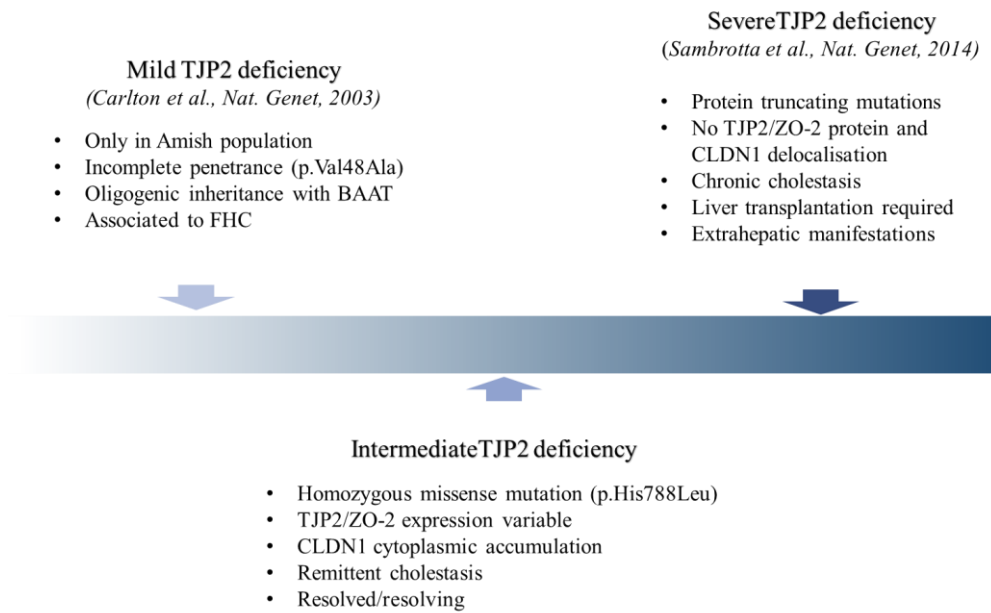 Mild TJP2 deficiency
(Carlton et al., Nat. Genet, 2003)
• Only in Amish population
• Incomplete penetrance (p.Val48Ala)
• Oligogenic inheritance with BAAT
• Associated to FHC
SevereTJP2 deficiency
(Sambrotta et al., Nat. Genet, 2014)
• Protein truncating mutations
• No TJP2/ZO-2 protein and
CLDN1 delocalisation
• Chronic cholestasis
• Liver transplantation required
• Extrahepatic manifestations
IntermediateTJP2 deficiency
• Homozygous missense mutation (p.His788Leu)
• TJP2/ZO-2 expression variable
• CLDN1 cytoplasmic accumulation
• Remittent cholestasis
• Resolved/resolving